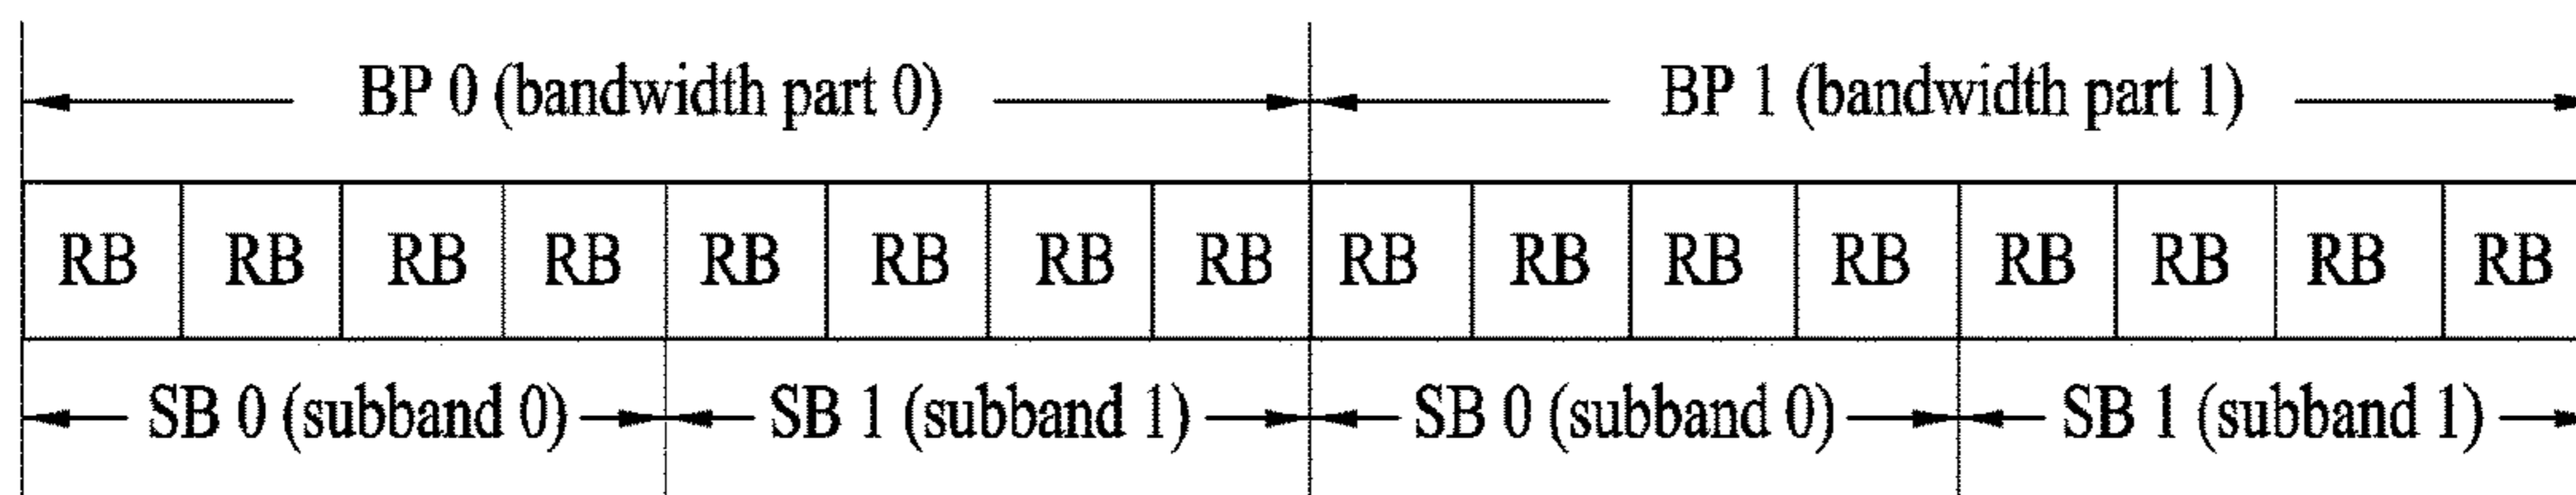 BP 0 (bandwidth part 0) BP 1 (bandwidth part 1)
RB RB RB RB RB RB RB RB RB RB RB RB RB RB RB RB
SB 0 (subband 0) SB 1 (subband 1) SB 0 (subband 0) SB 1 (subband 1)